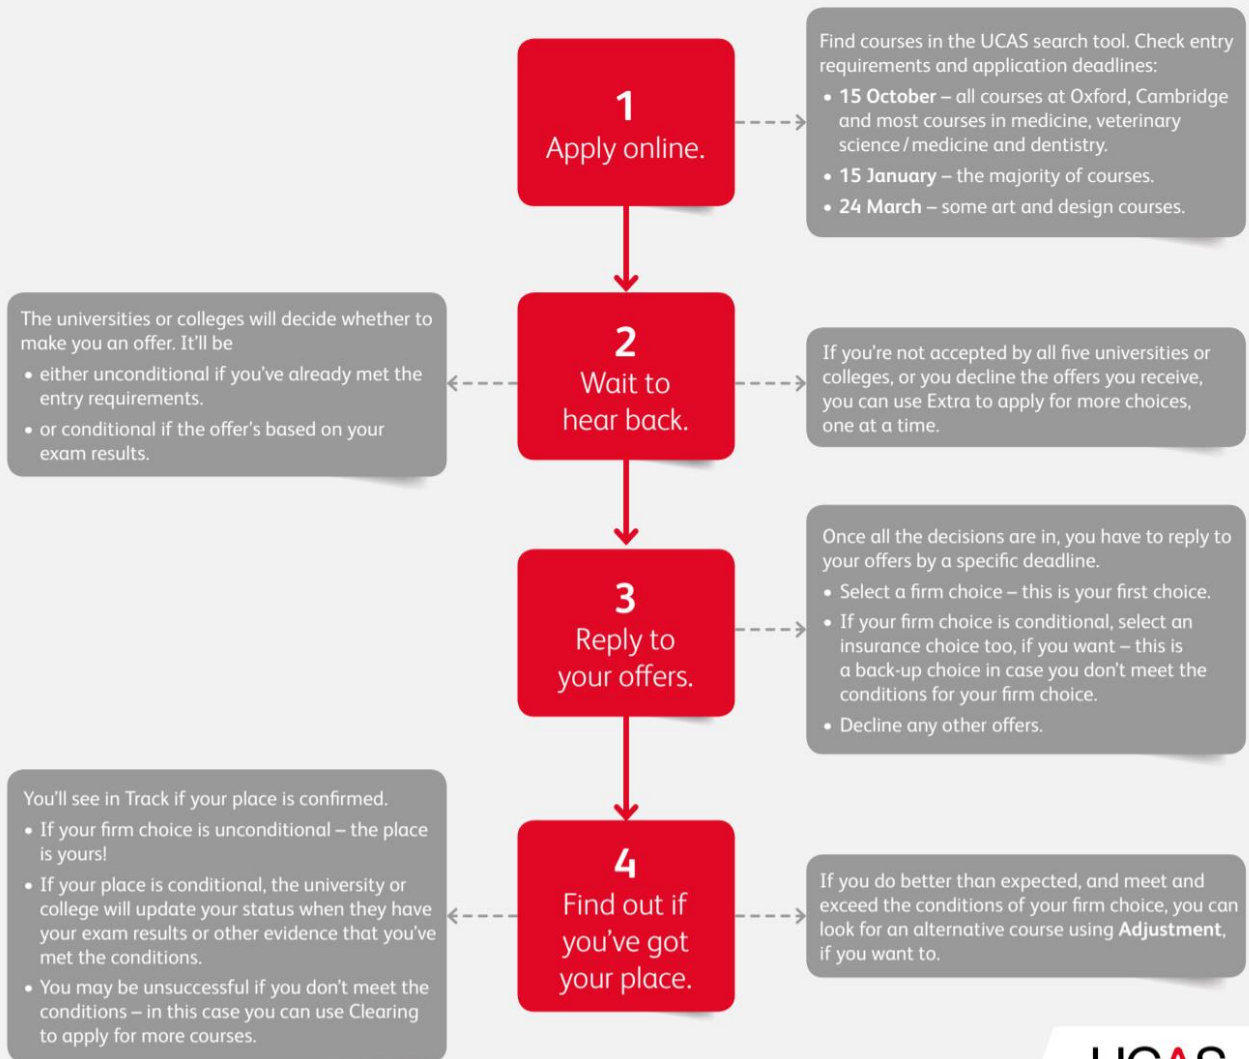 1
Apply online.
Find courses in the UCAS search tool. Check entry
requirements and application deadlines:
• 15 October – all courses at Oxford, Cambridge
and most courses in medicine, veterinary
science/medicine and dentistry.
• 15 January – the majority of courses.
• 24 March – some art and design courses.
The universities or colleges will decide whether to
make you an offer. It'll be
• either unconditional if you've already met the
entry requirements.
• or conditional if the offer's based on your
exam results.
2
Wait to
hear back.
If you're not accepted by all five universities or
colleges, or you decline the offers you receive,
you can use Extra to apply for more choices,
one at a time.
3
Reply to
your offers.
Once all the decisions are in, you have to reply to
your offers by a specific deadline.
• Select a firm choice – this is your first choice.
• If your firm choice is conditional, select an
insurance choice too, if you want – this is
a back-up choice in case you don't meet the
conditions for your firm choice.
• Decline any other offers.
You'll see in Track if your place is confirmed.
• If your firm choice is unconditional – the place
is yours!
• If your place is conditional, the university or
college will update your status when they have
your exam results or other evidence that you've
met the conditions.
• You may be unsuccessful if you don't meet the
conditions – in this case you can use Clearing
to apply for more courses.
4
Find out if
you've got
your place.
If you do better than expected, and meet and
exceed the conditions of your firm choice, you can
look for an alternative course using Adjustment,
if you want to.
UCAS